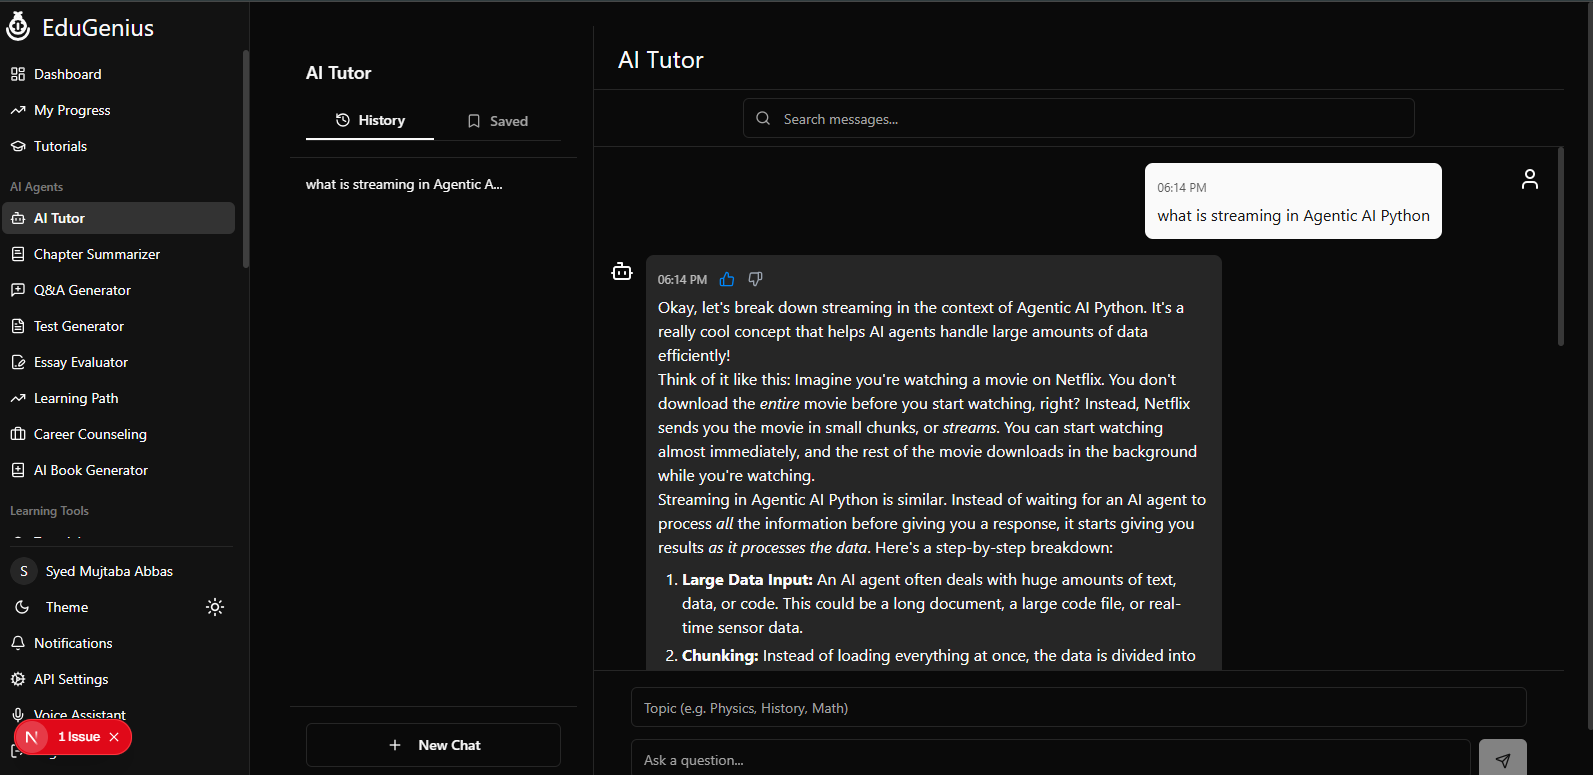 EduGenius
Dashboard
My Progress
Tutorials
AI Agents
AI Tutor
Chapter Summarizer
Q&A Generator
Test Generator
Essay Evaluator
Learning Path
Career Counseling
AI Book Generator
Learning Tools
S
Syed Mujtaba Abbas
Theme
Notifications
API Settings
Voice Assistant
N 1 Issue
AI Tutor
History
Saved
what is streaming in Agentic A...
New Chat
AI Tutor
Search messages...
06:14 PM
what is streaming in Agentic AI Python
06:14 PM
Okay, let's break down streaming in the context of Agentic AI Python. It's a
really cool concept that helps AI agents handle large amounts of data
efficiently!
Think of it like this: Imagine you're watching a movie on Netflix. You don't
download the entire movie before you start watching, right? Instead, Netflix
sends you the movie in small chunks, or streams. You can start watching
almost immediately, and the rest of the movie downloads in the background
while you're watching.
Streaming in Agentic AI Python is similar. Instead of waiting for an AI agent to
process all the information before giving you a response, it starts giving you
results as it processes the data. Here's a step-by-step breakdown:
1. Large Data Input: An AI agent often deals with huge amounts of text,
data, or code. This could be a long document, a large code file, or real-
time sensor data.
2. Chunking: Instead of loading everything at once, the data is divided into
Topic (e.g. Physics, History, Math)
Ask a question...